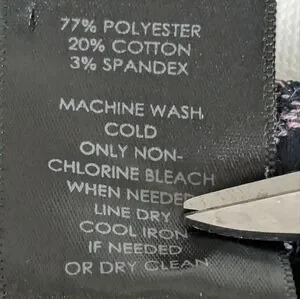 77% POLYESTER
20% COTTON
3% SPANDEX
MACHINE WASH
COLD
ONLY NON-
CHLORINE BLEACH
WHEN NEEDED
LINE DRY
COOL IRON
IF NEEDED
OR DRY CLEAN